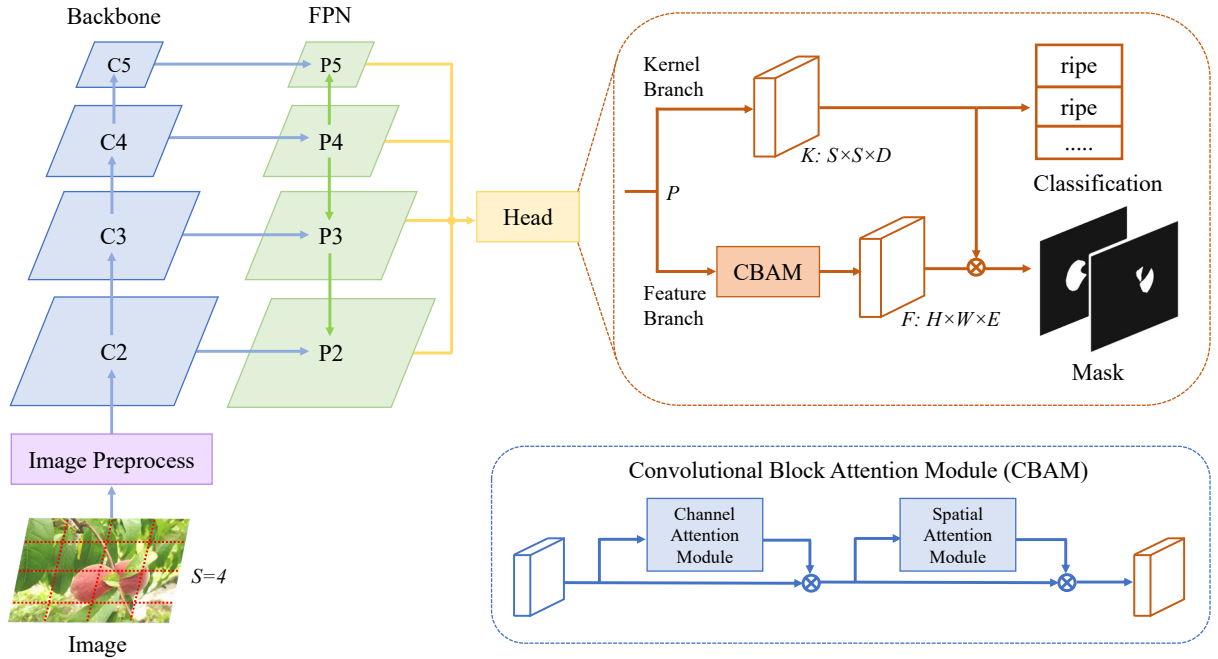 Backbone
FPN
C5
P5
C4
P4
C3
P3
C2
P2
Image Preprocess
S=4
Image
Head
Kernel
Branch
K: S×S×D
P
Feature
Branch
CBAM
F: H×W×E
ripe
ripe
.....
Classification
Mask
Convolutional Block Attention Module (CBAM)
Channel
Attention
Module
Spatial
Attention
Module